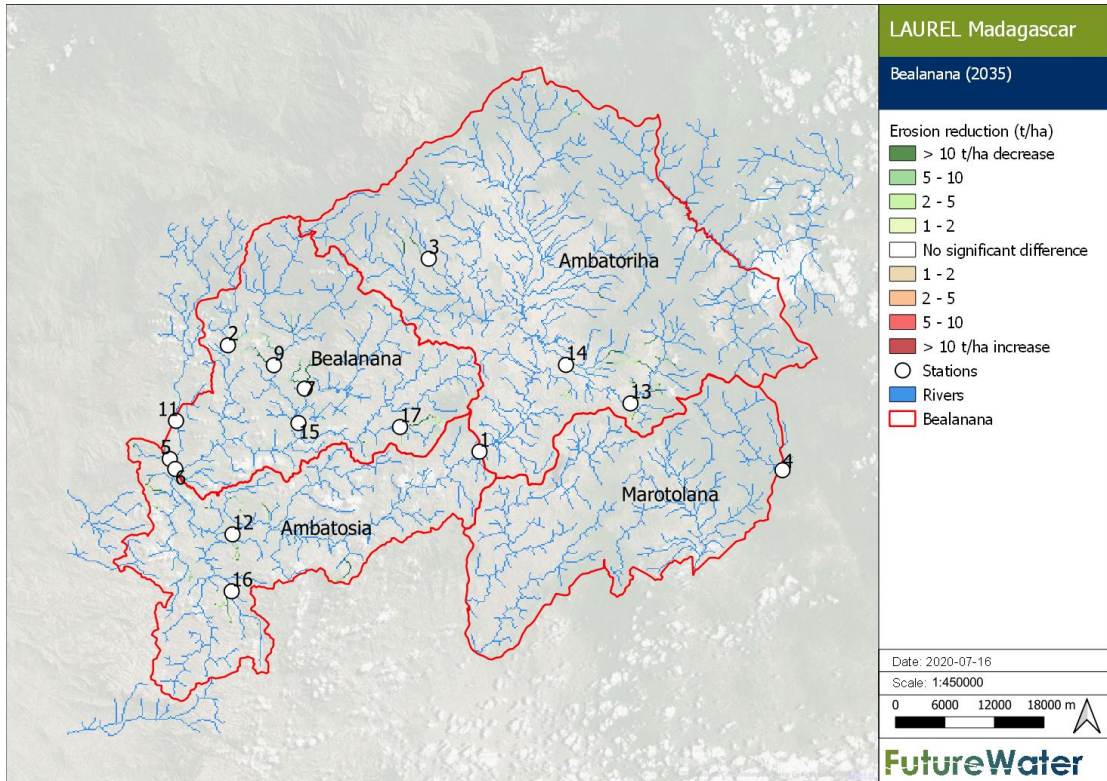 LAUREL Madagascar
Bealanana (2035)
Erosion reduction (t/ha)
> 10 t/ha decrease
5 - 10
2 - 5
1 - 2
No significant difference
1 - 2
2 - 5
5 - 10
> 10 t/ha increase
Stations
Rivers
Bealanana
3
Ambatoriha
2
9
Bealanana
14
7
13
11
15
17
1
5
6
4
Marotolana
12
Ambatosia
16
Date: 2020-07-16
Scale: 1:450000
0 6000 12000 18000 m
FutureWater